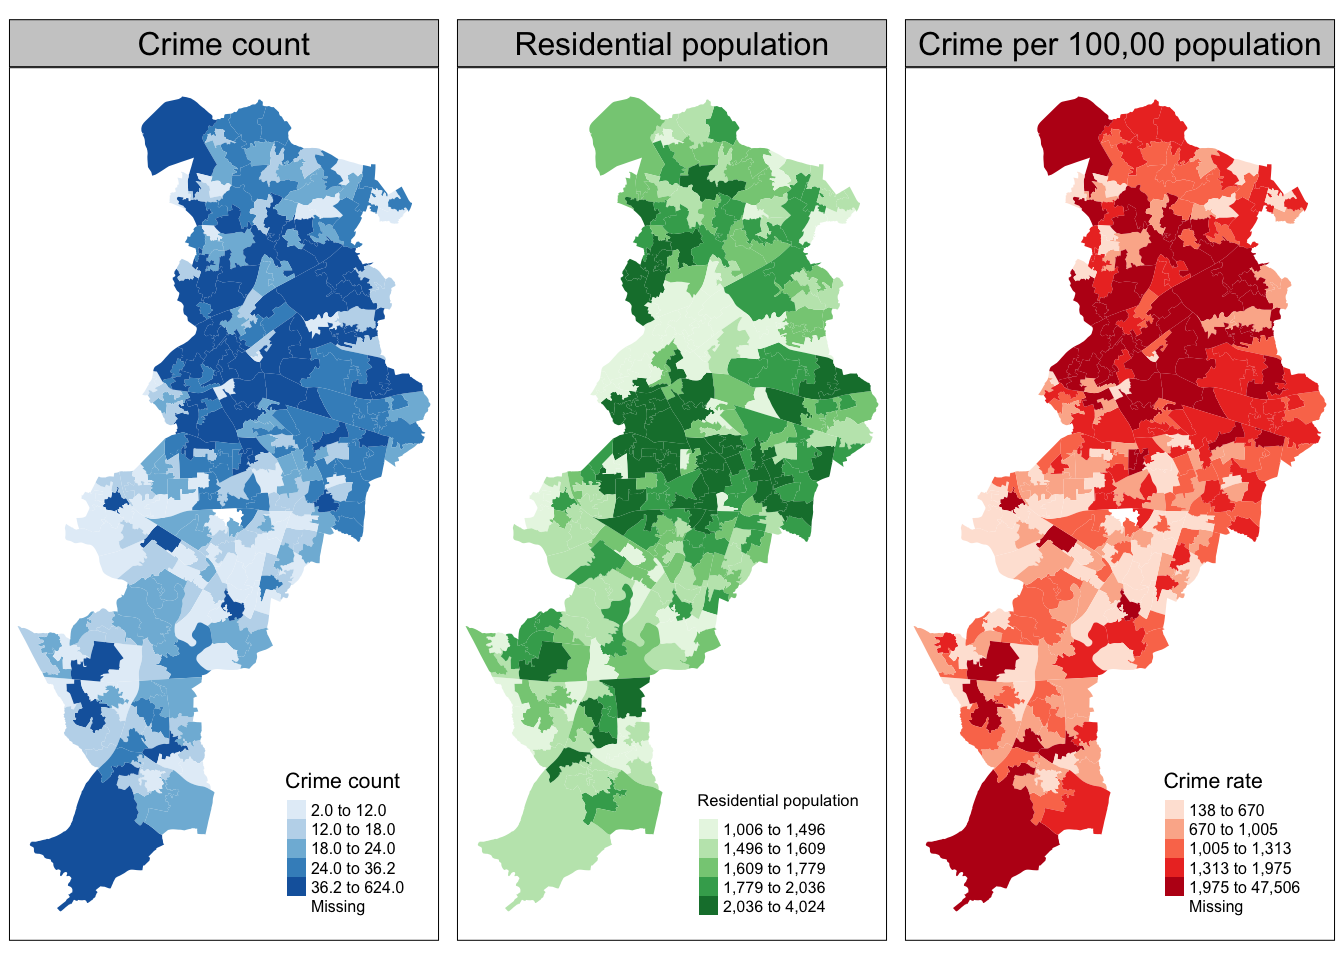 Crime count
Residential population
Crime per 100,00 population
Crime count
2.0 to 12.0
12.0 to 18.0
18.0 to 24.0
24.0 to 36.2
36.2 to 624.0
Missing
Residential population
1,006 to 1,496
1,496 to 1,609
1,609 to 1,779
1,779 to 2,036
2,036 to 4,024
Crime rate
138 to 670
670 to 1,005
1,005 to 1,313
1,313 to 1,975
1,975 to 47,506
Missing